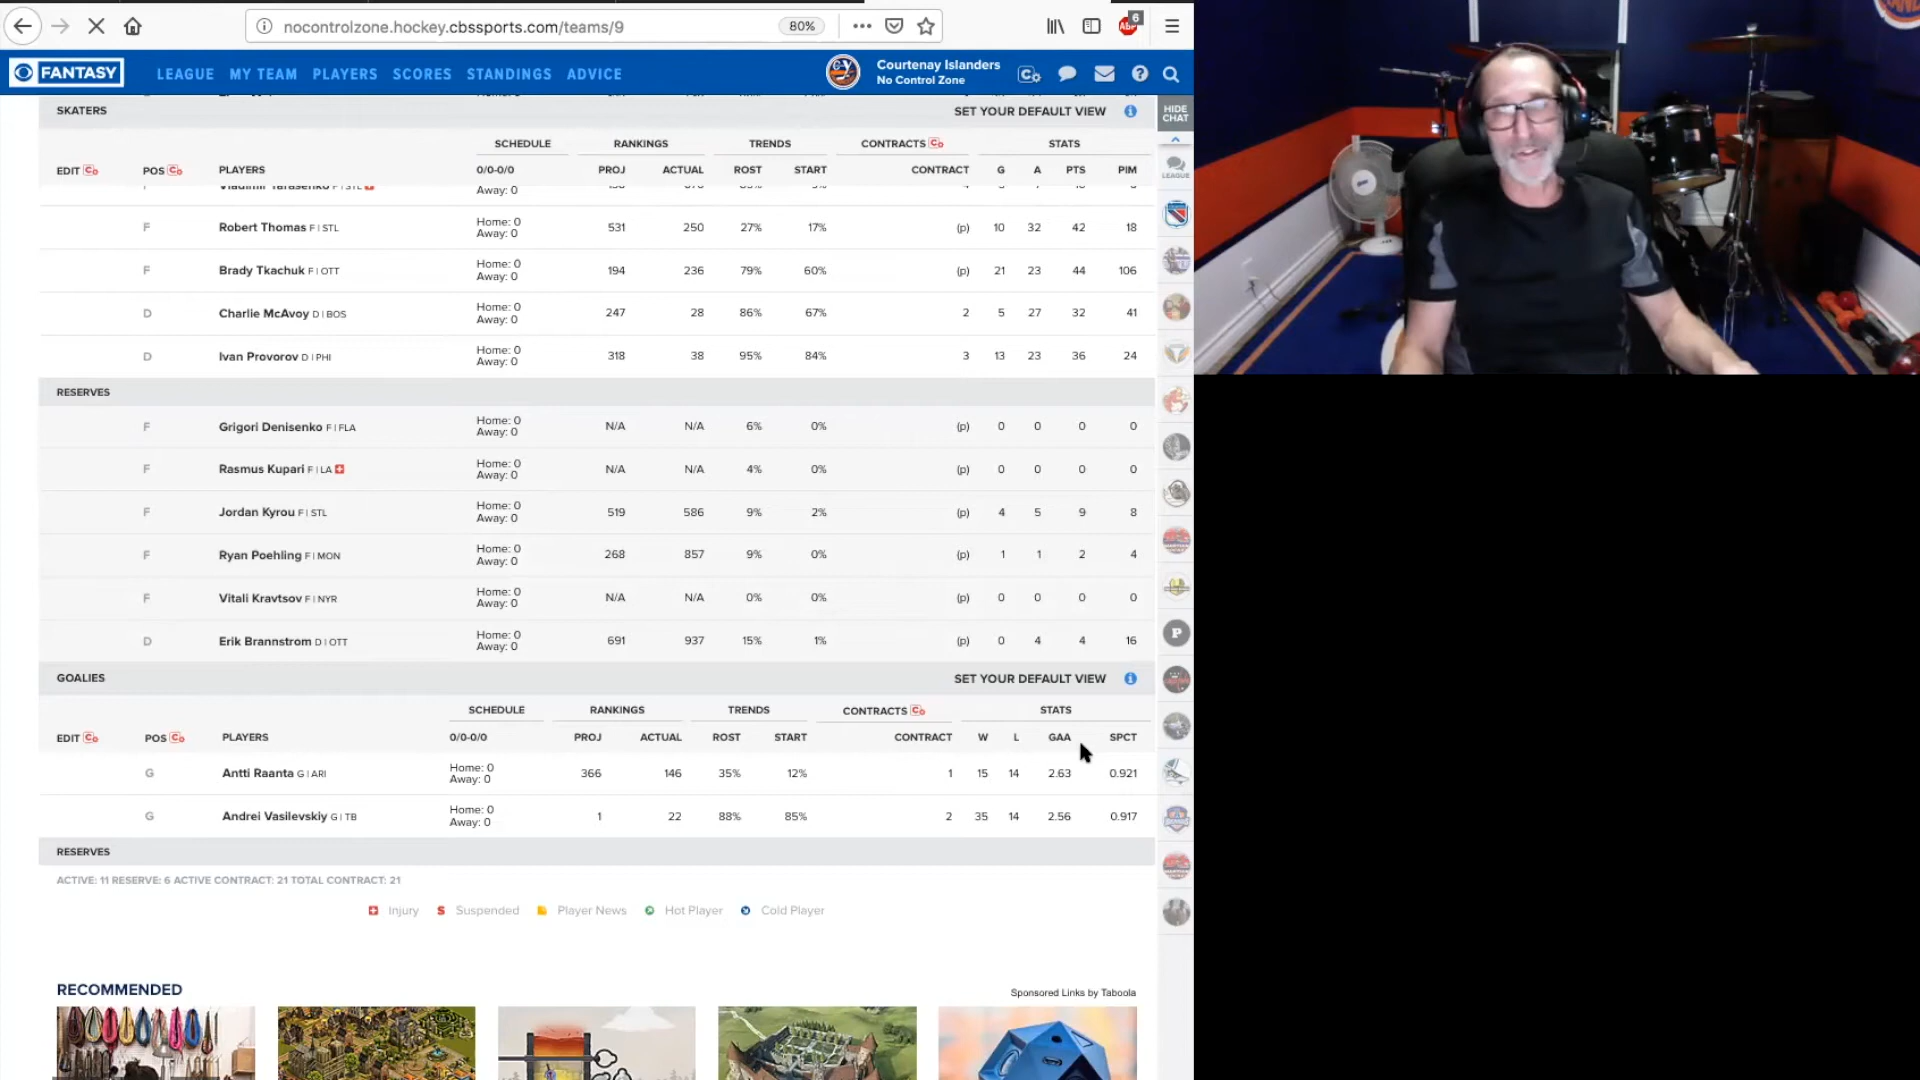 nocontrolzone.hockey.cbssports.com/teams/9 80% 6
FANTASY LEAGUE MY TEAM PLAYERS SCORES STANDINGS ADVICE Courtenay Islanders
No Control Zone
SKATERS SET YOUR DEFAULT VIEW HIDE CHAT
SCHEDULE RANKINGS TRENDS CONTRACTS STATS
EDIT POS PLAYERS 0/0-0/0 PROJ ACTUAL ROST START CONTRACT G A PTS PIM
LEAGUE
Vladimir Tarasenko F | STL Away: 0
F Robert Thomas F | STL Home: 0 Away: 0 531 250 27% 17% (p) 10 32 42 18
F Brady Tkachuk F | OTT Home: 0 Away: 0 194 236 79% 60% (p) 21 23 44 106
D Charlie McAvoy D | BOS Home: 0 Away: 0 247 28 86% 67% 2 5 27 32 41
D Ivan Provorov D | PHI Home: 0 Away: 0 318 38 95% 84% 3 13 23 36 24
RESERVES
F Grigori Denisenko F | FLA Home: 0 Away: 0 N/A N/A 6% 0% (p) 0 0 0 0
F Rasmus Kupari F | LA Home: 0 Away: 0 N/A N/A 4% 0% (p) 0 0 0 0
F Jordan Kyrou F | STL Home: 0 Away: 0 519 586 9% 2% (p) 4 5 9 8
F Ryan Poehling F | MON Home: 0 Away: 0 268 857 9% 0% (p) 1 1 2 4
F Vitali Kravtsov F | NYR Home: 0 Away: 0 N/A N/A 0% 0% (p) 0 0 0 0
D Erik Brannstrom D | OTT Home: 0 Away: 0 691 937 15% 1% (p) 0 4 4 16
GOALIES SET YOUR DEFAULT VIEW
SCHEDULE RANKINGS TRENDS CONTRACTS STATS
EDIT POS PLAYERS 0/0-0/0 PROJ ACTUAL ROST START CONTRACT W L GAA SPCT
G Antti Raanta G | ARI Home: 0 Away: 0 366 146 35% 12% 1 15 14 2.63 0.921
G Andrei Vasilevskiy G | TB Home: 0 Away: 0 1 22 88% 85% 2 35 14 2.56 0.917
RESERVES
ACTIVE: 11 RESERVE: 6 ACTIVE CONTRACT: 21 TOTAL CONTRACT: 21
Injury S Suspended Player News Hot Player Cold Player
RECOMMENDED Sponsored Links by Taboola